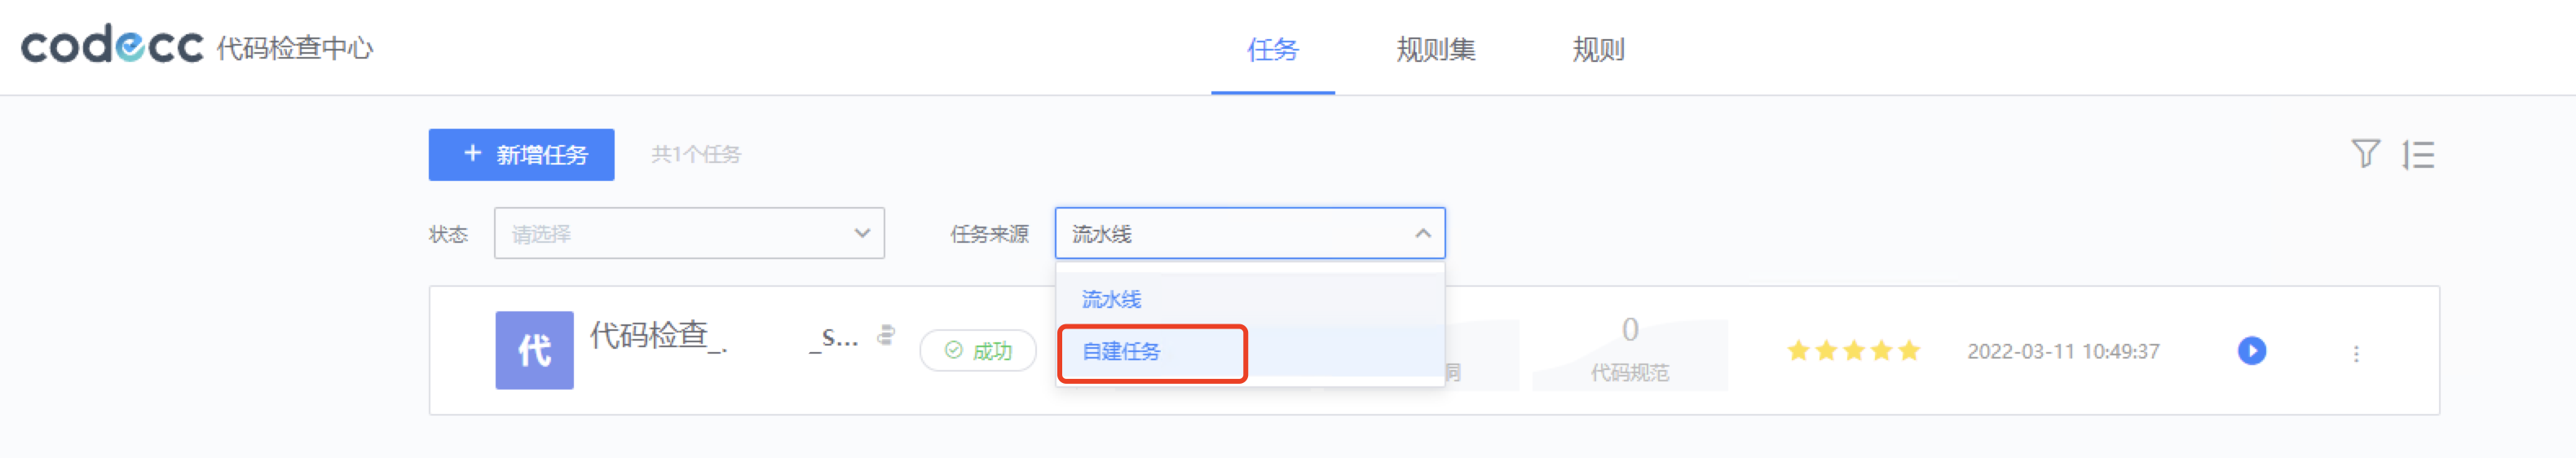 codecc 代码检查中心
任务 规则集 规则
+ 新增任务 共1个任务
状态 请选择 任务来源 流水线
流水线
自建任务
代 代码检查_. _s... 成功
洞
0
代码规范
2022-03-11 10:49:37